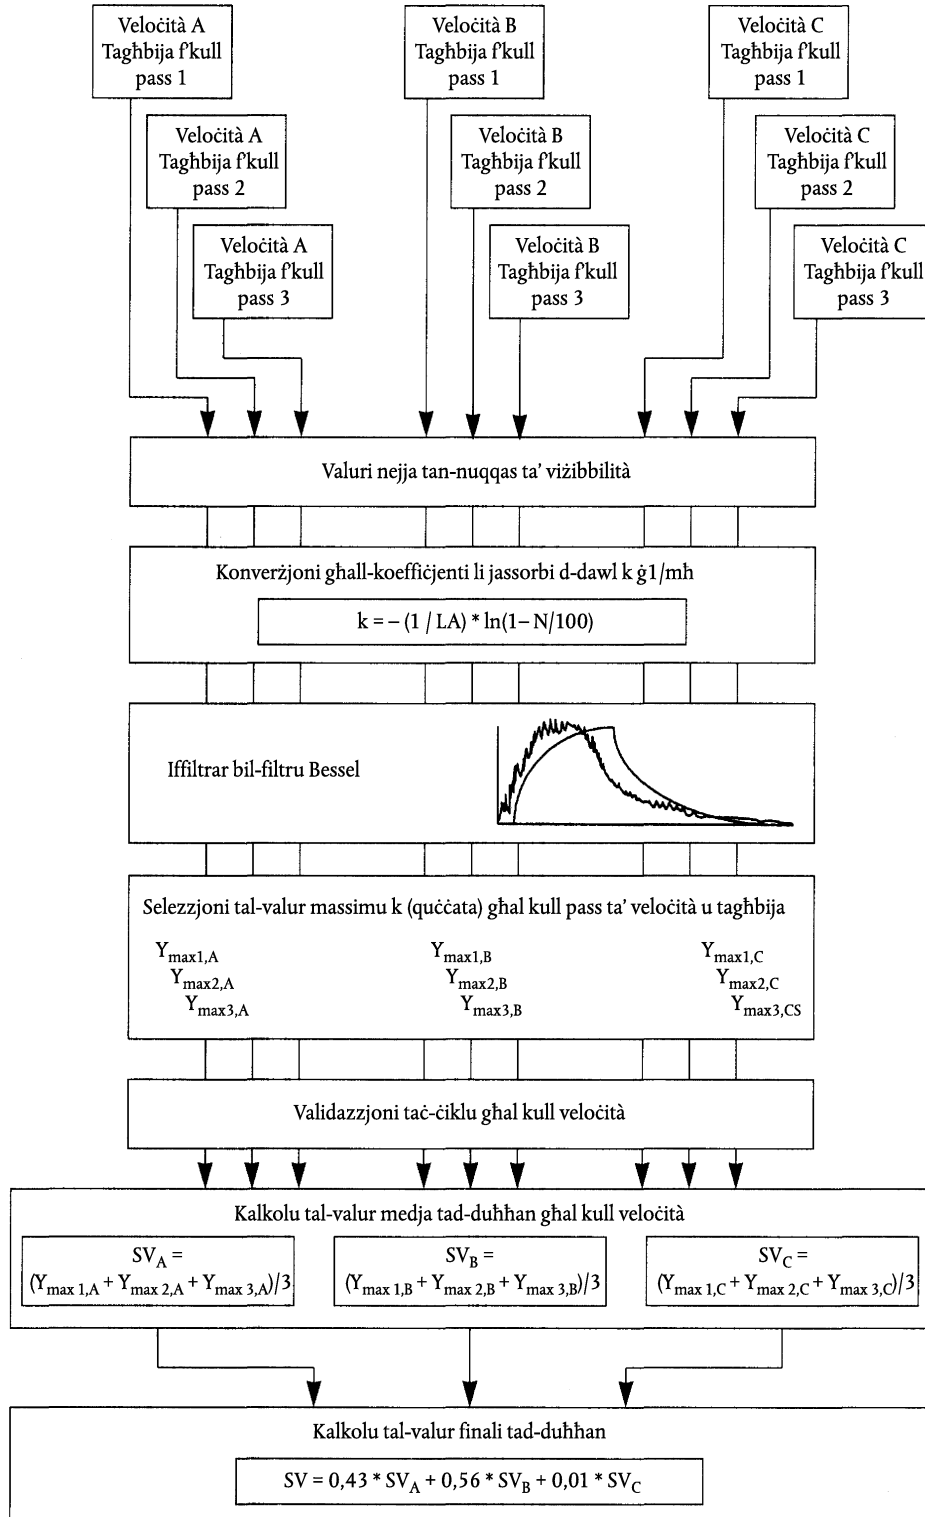 Veloċità A
Tagħbija f'kull
pass 1
Veloċità B
Tagħbija f'kull
pass 1
Veloċità C
Tagħbija f'kull
pass 1
Veloċità A
Tagħbija f'kull
pass 2
Veloċità B
Tagħbija f'kull
pass 2
Veloċità C
Tagħbija f'kull
pass 2
Veloċità A
Tagħbija f'kull
pass 3
Veloċità B
Tagħbija f'kull
pass 3
Veloċità C
Tagħbija f'kull
pass 3
Valuri nejja tan-nuqqas ta' viżibbilità
Konverżjoni għall-koeffiċjenti li jassorbi d-dawl k ġ1/mħ
k = – (1 / LA) * ln(1– N/100)
Iffiltrar bil-filtru Bessel
Selezzjoni tal-valur massimu k (quċċata) għal kull pass ta' veloċità u tagħbija
Ymax1,A
Ymax2,A
Ymax3,A
Ymax1,B
Ymax2,B
Ymax3,B
Ymax1,C
Ymax2,C
Ymax3,CS
Validazzjoni taċ-ċiklu għal kull veloċità
Kalkolu tal-valur medja tad-duħħan għal kull veloċità
SVA =
(Ymax 1,A + Ymax 2,A + Ymax 3,A)/3
SVB =
(Ymax 1,B + Ymax 2,B + Ymax 3,B)/3
SVC =
(Ymax 1,C + Ymax 2,C + Ymax 3,C)/3
Kalkolu tal-valur finali tad-duħħan
SV = 0,43 * SVA + 0,56 * SVB + 0,01 * SVC